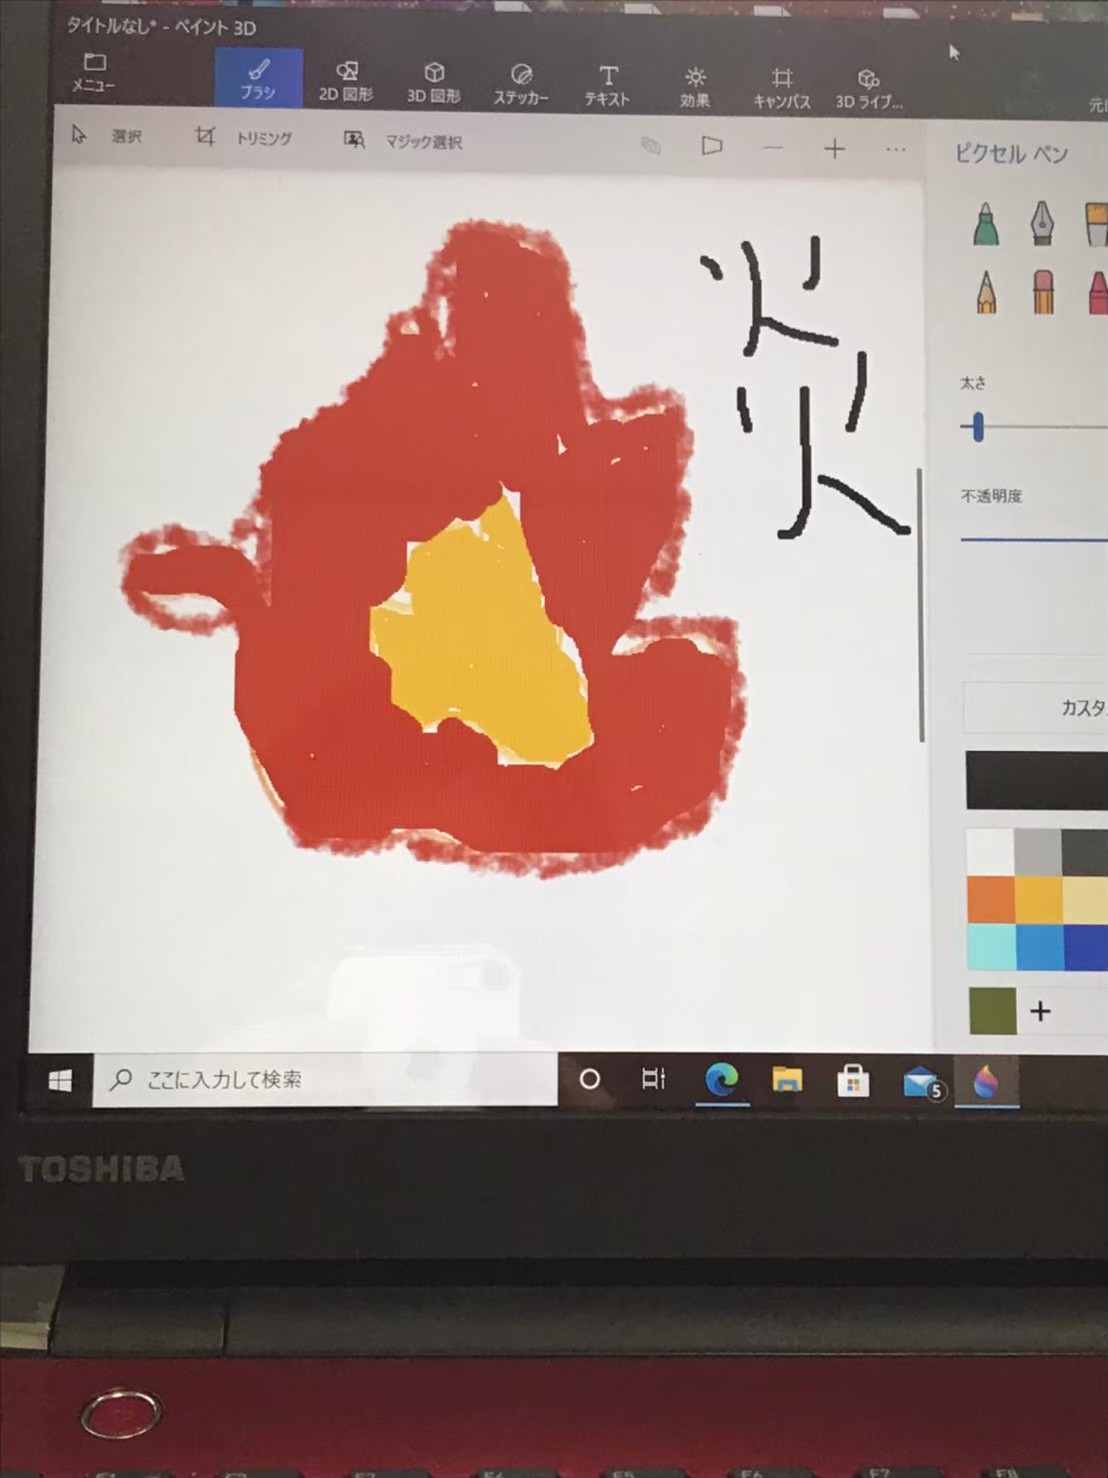 タイトルなし* - ペイント 3D
メニュー
ブラシ
2D 図形
3D 図形
ステッカー
テキスト
効果
キャンバス
3D ライブ...
選択
トリミング
マジック選択
...
ピクセル ペン
炎
太さ
不透明度
カスタ
ここに入力して検索
5
TOSHIBA